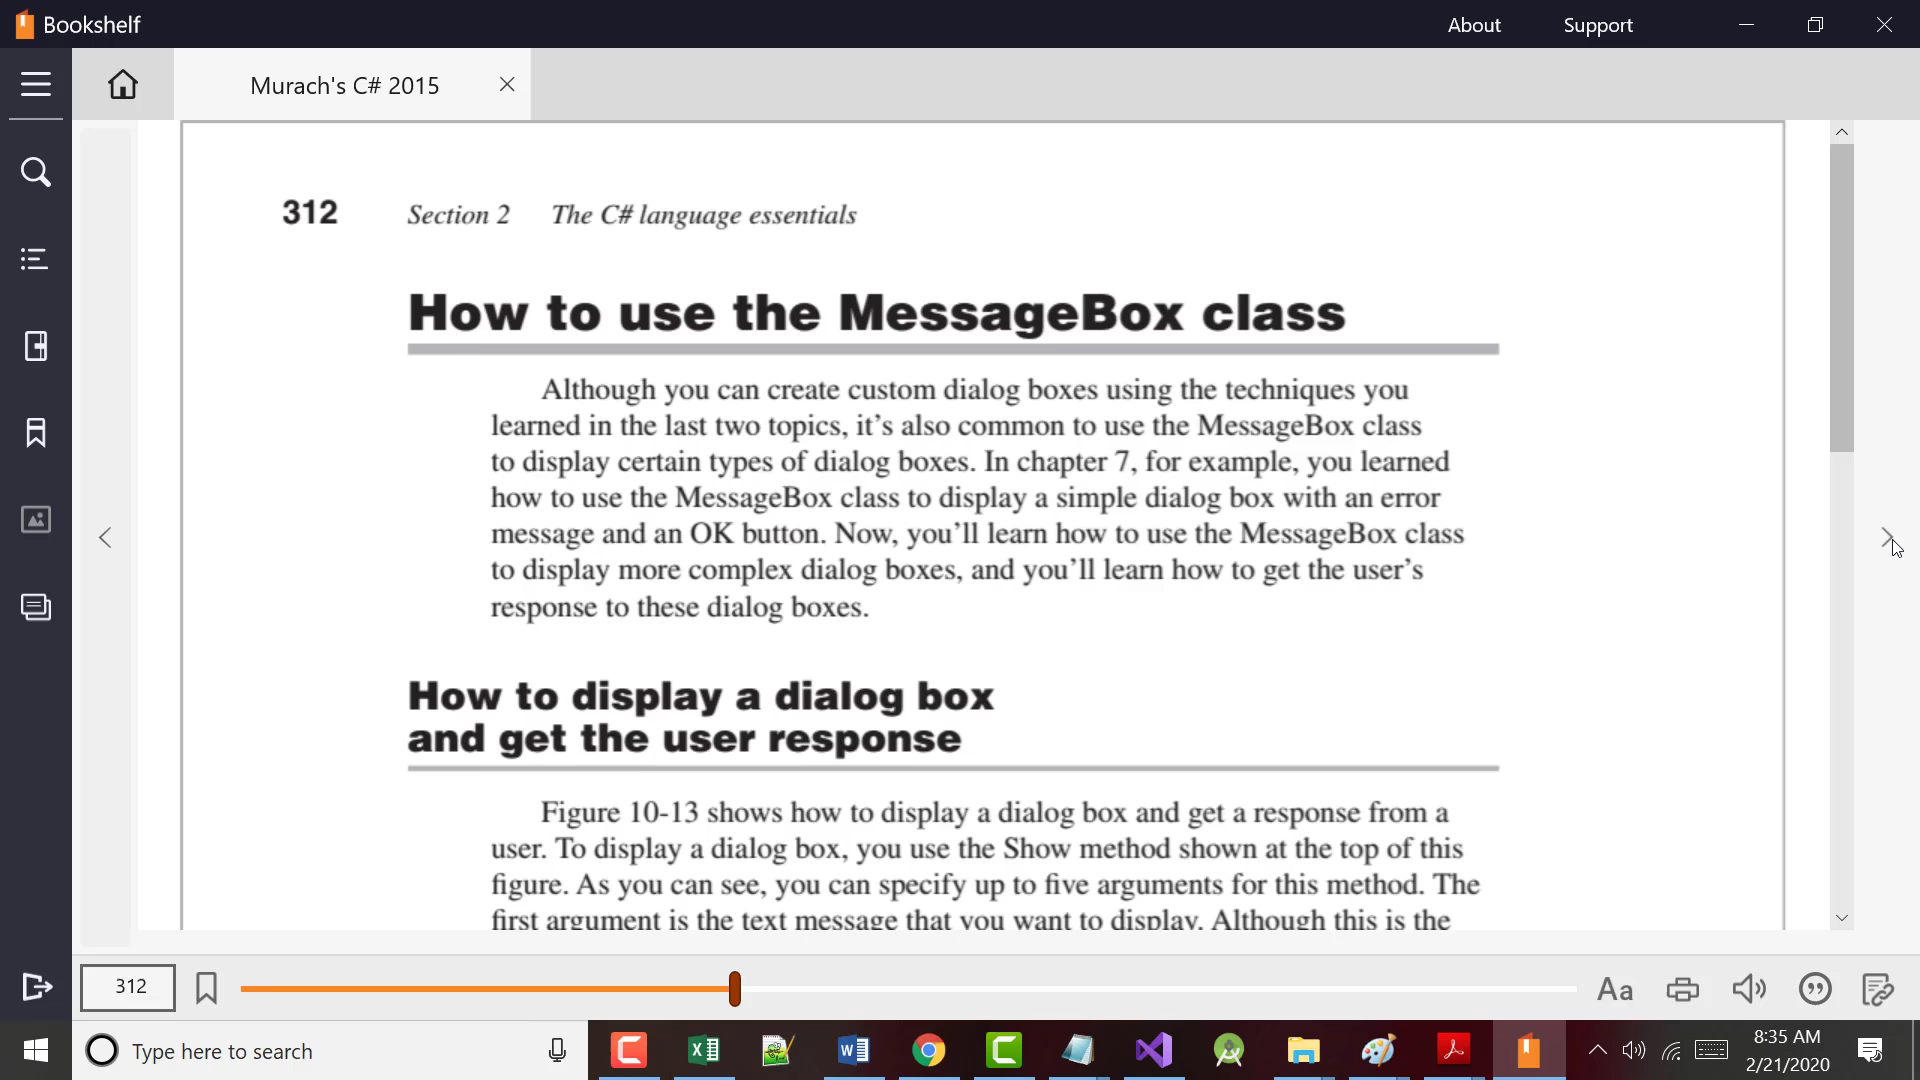 Bookshelf
About
Support
Murach's C# 2015
312 Section 2 The C# language essentials
How to use the MessageBox class
Although you can create custom dialog boxes using the techniques you
learned in the last two topics, it's also common to use the MessageBox class
to display certain types of dialog boxes. In chapter 7, for example, you learned
how to use the MessageBox class to display a simple dialog box with an error
message and an OK button. Now, you'll learn how to use the MessageBox class
to display more complex dialog boxes, and you'll learn how to get the user's
response to these dialog boxes.
How to display a dialog box
and get the user response
Figure 10-13 shows how to display a dialog box and get a response from a
user. To display a dialog box, you use the Show method shown at the top of this
figure. As you can see, you can specify up to five arguments for this method. The
first argument is the text message that you want to display. Although this is the
312
Aa
Type here to search
8:35 AM
2/21/2020